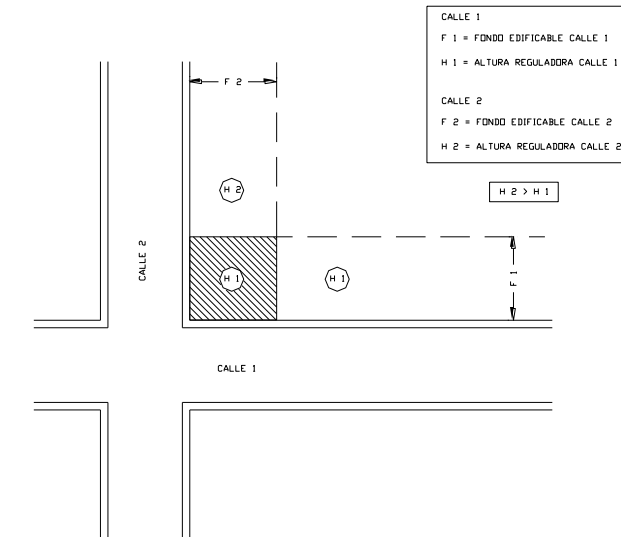 CALLE 1
F 1 = FONDO EDIFICABLE CALLE 1
H 1 = ALTURA REGULADORA CALLE 1
CALLE 2
F 2 = FONDO EDIFICABLE CALLE 2
H 2 = ALTURA REGULADORA CALLE 2
H 2 > H 1
F 2
H 2
CALLE 2
H 1
H 1
F 1
CALLE 1